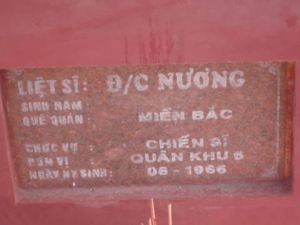 LIỆT SĨ: Đ/C NƯƠNG
SINH NĂM
QUÊ QUÁN: MIỀN BẮC
CHỨC VỤ: CHIẾN SĨ
ĐƠN VỊ: QUÂN KHU 5
NGÀY HY SINH: 06 - 1966